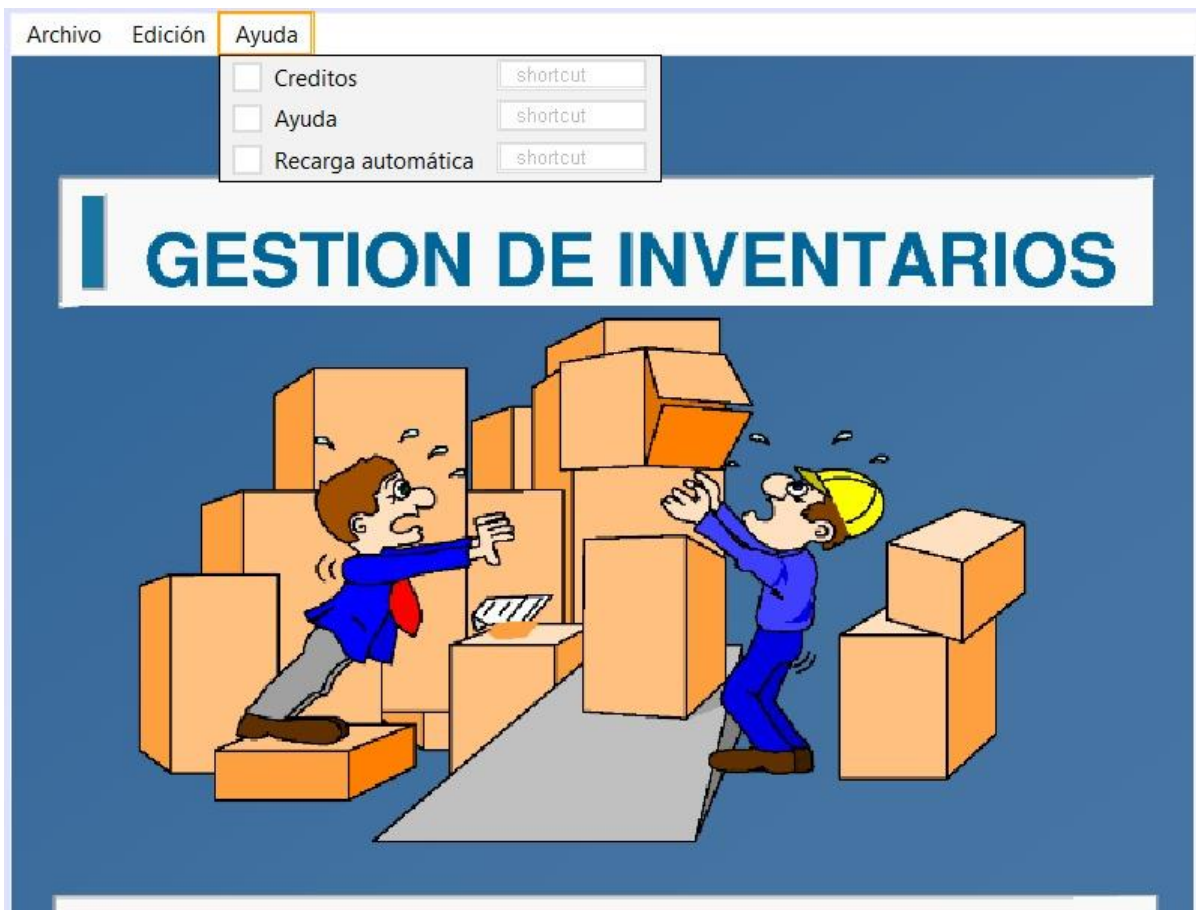 Archivo Edición Ayuda
Creditos shortcut
Ayuda shortcut
Recarga automática shortcut
GESTION DE INVENTARIOS